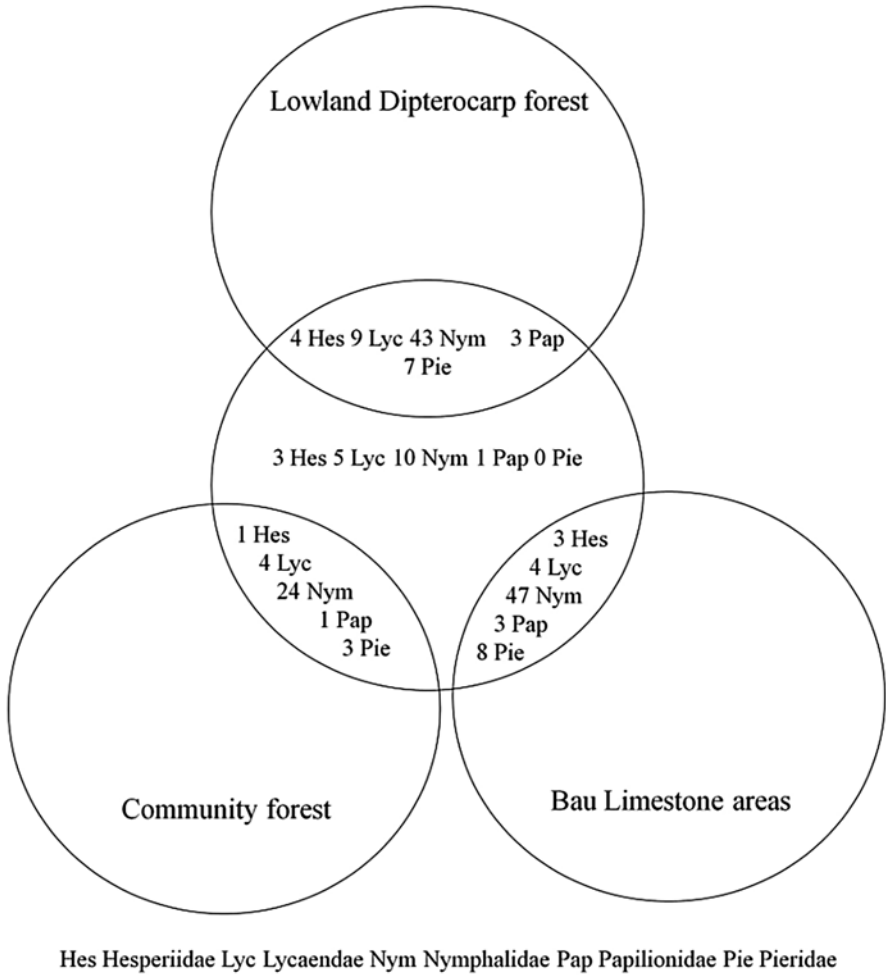 Lowland Dipterocarp forest
4 Hes 9 Lyc 43 Nym 3 Pap
7 Pie
3 Hes 5 Lyc 10 Nym 1 Pap 0 Pie
1 Hes
4 Lyc
24 Nym
1 Pap
3 Pie
3 Hes
4 Lyc
47 Nym
3 Pap
8 Pie
Community forest
Bau Limestone areas
Hes Hesperiidae Lyc Lycaendae Nym Nymphalidae Pap Papilionidae Pie Pieridae